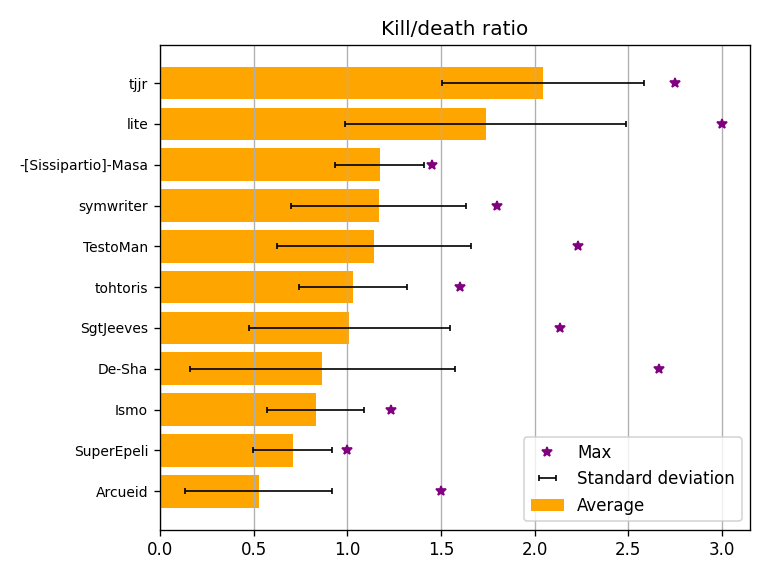 Kill/death ratio
tjjr
lite
-[Sissipartio]-Masa
symwriter
TestoMan
tohtoris
SgtJeeves
De-Sha
Ismo
SuperEpeli
Arcueid
Max
Standard deviation
Average
0.0 0.5 1.0 1.5 2.0 2.5 3.0